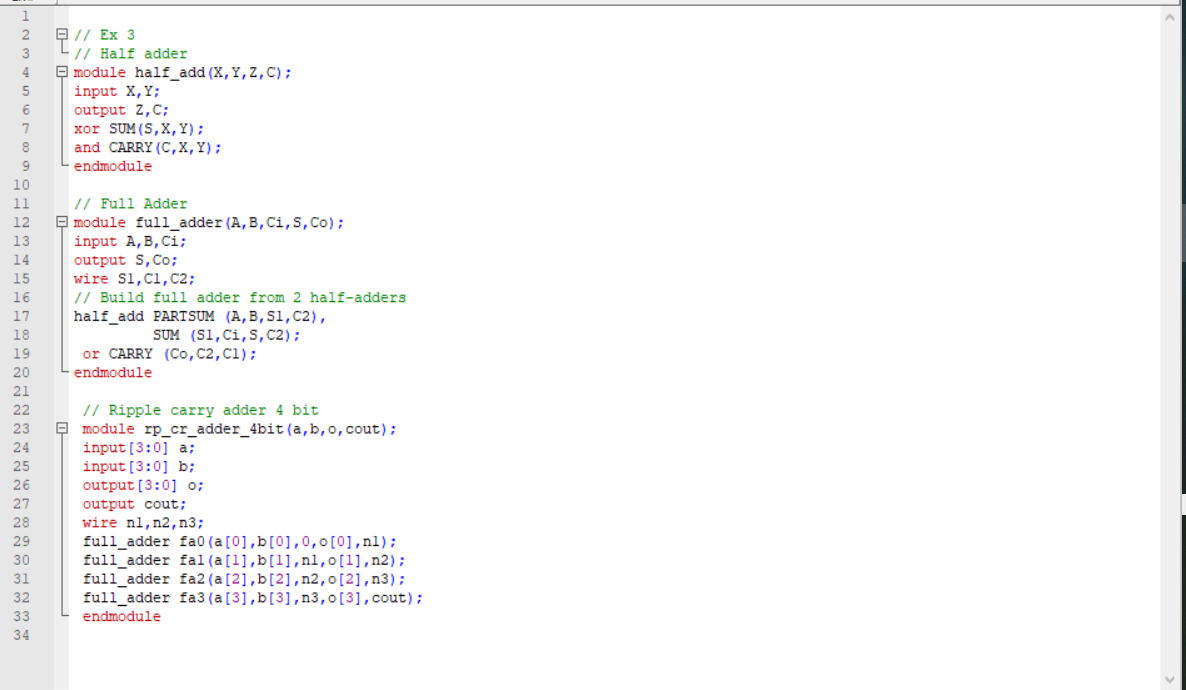 1
2 // Ex 3
3 // Half adder
4 module half_add(X,Y,Z,C);
5 input X,Y;
6 output Z,C;
7 xor SUM(S,X,Y);
8 and CARRY(C,X,Y);
9 endmodule
10
11 // Full Adder
12 module full_adder(A,B,Ci,S,Co);
13 input A,B,Ci;
14 output S,Co;
15 wire S1,C1,C2;
16 // Build full adder from 2 half-adders
17 half_add PARTSUM (A,B,S1,C2),
18 SUM (S1,Ci,S,C2);
19 or CARRY (Co,C2,C1);
20 endmodule
21
22 // Ripple carry adder 4 bit
23 module rp_cr_adder_4bit(a,b,o,cout);
24 input[3:0] a;
25 input[3:0] b;
26 output[3:0] o;
27 output cout;
28 wire n1,n2,n3;
29 full_adder fa0(a[0],b[0],0,o[0],n1);
30 full_adder fa1(a[1],b[1],n1,o[1],n2);
31 full_adder fa2(a[2],b[2],n2,o[2],n3);
32 full_adder fa3(a[3],b[3],n3,o[3],cout);
33 endmodule
34